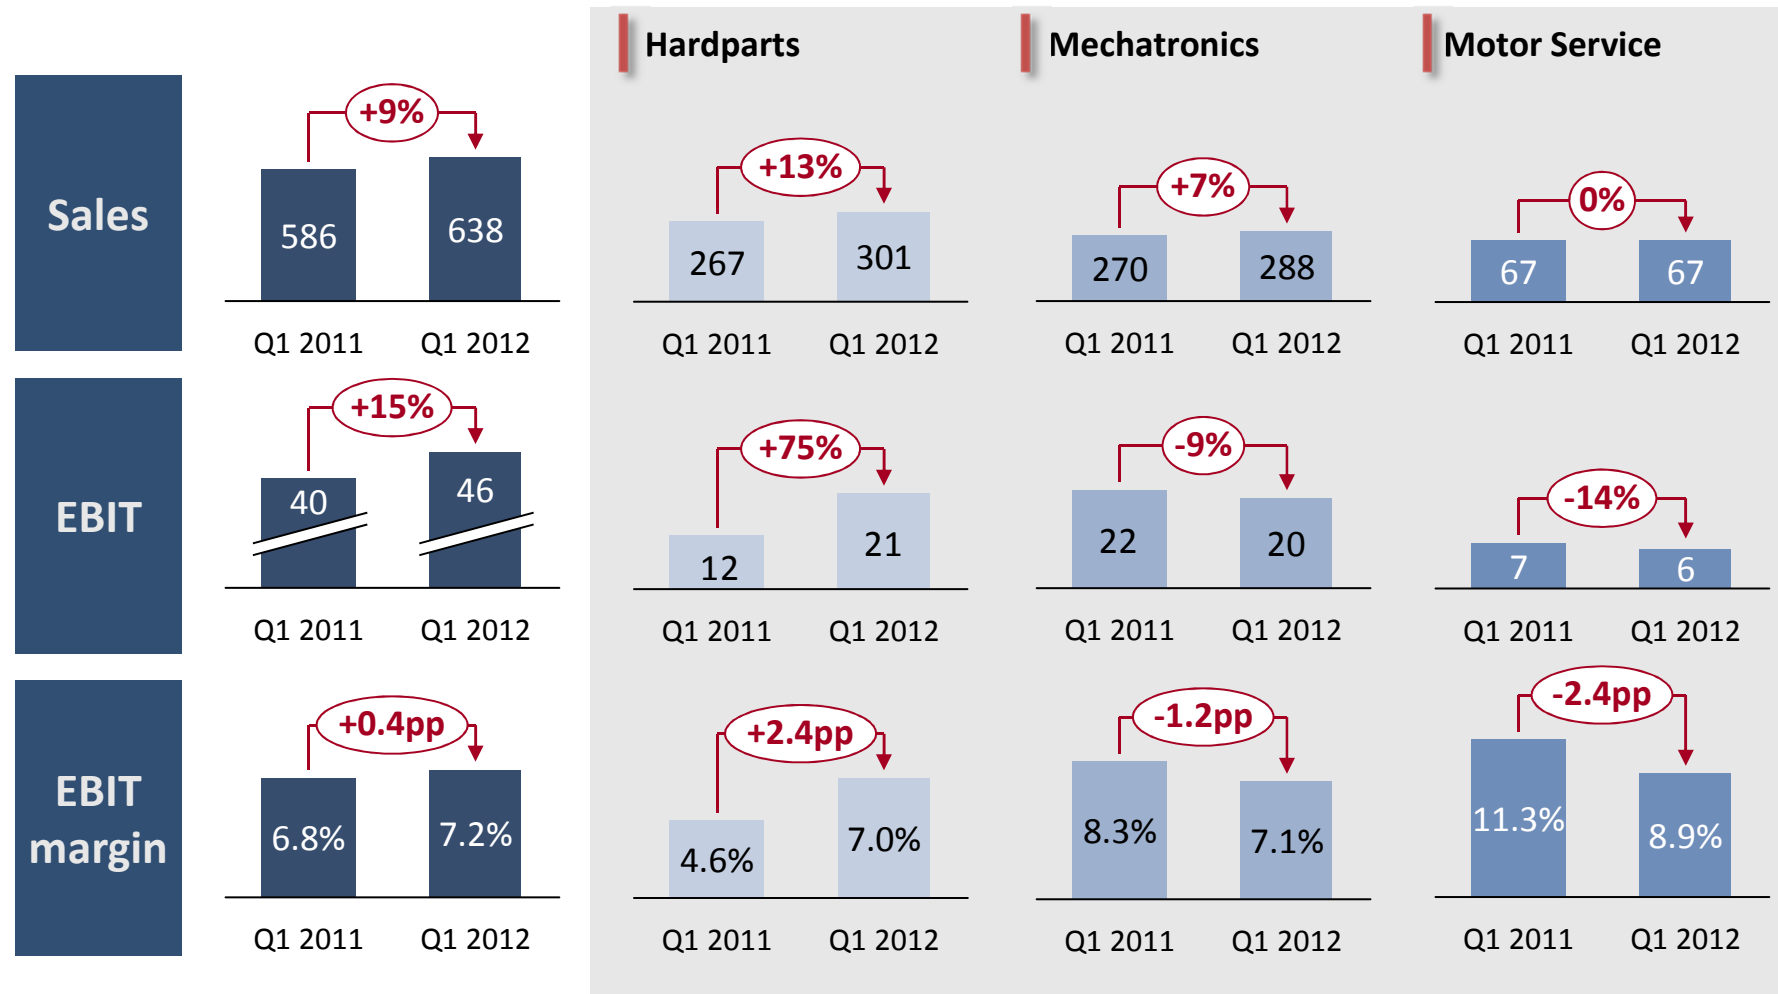 Hardparts
Mechatronics
Motor Service
Sales
+9%
586
638
Q1 2011
Q1 2012
+13%
267
301
Q1 2011
Q1 2012
+7%
270
288
Q1 2011
Q1 2012
0%
67
67
Q1 2011
Q1 2012
EBIT
+15%
40
46
Q1 2011
Q1 2012
+75%
12
21
Q1 2011
Q1 2012
-9%
22
20
Q1 2011
Q1 2012
-14%
7
6
Q1 2011
Q1 2012
EBIT
margin
+0.4pp
6.8%
7.2%
Q1 2011
Q1 2012
+2.4pp
4.6%
7.0%
Q1 2011
Q1 2012
-1.2pp
8.3%
7.1%
Q1 2011
Q1 2012
-2.4pp
11.3%
8.9%
Q1 2011
Q1 2012